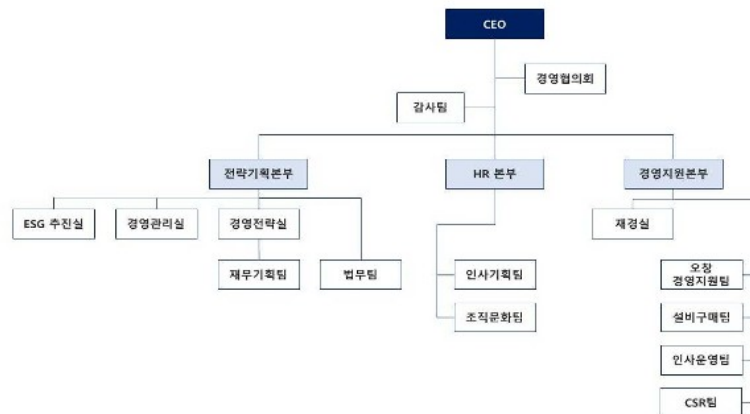 CEO
경영협의회
감사팀
전략기획본부
HR 본부
경영지원본부
ESG 추진실
경영관리실
경영전략실
재경실
재무기획팀
법무팀
인사기획팀
오창
경영지원팀
조직문화팀
설비구매팀
인사운영팀
CSR팀